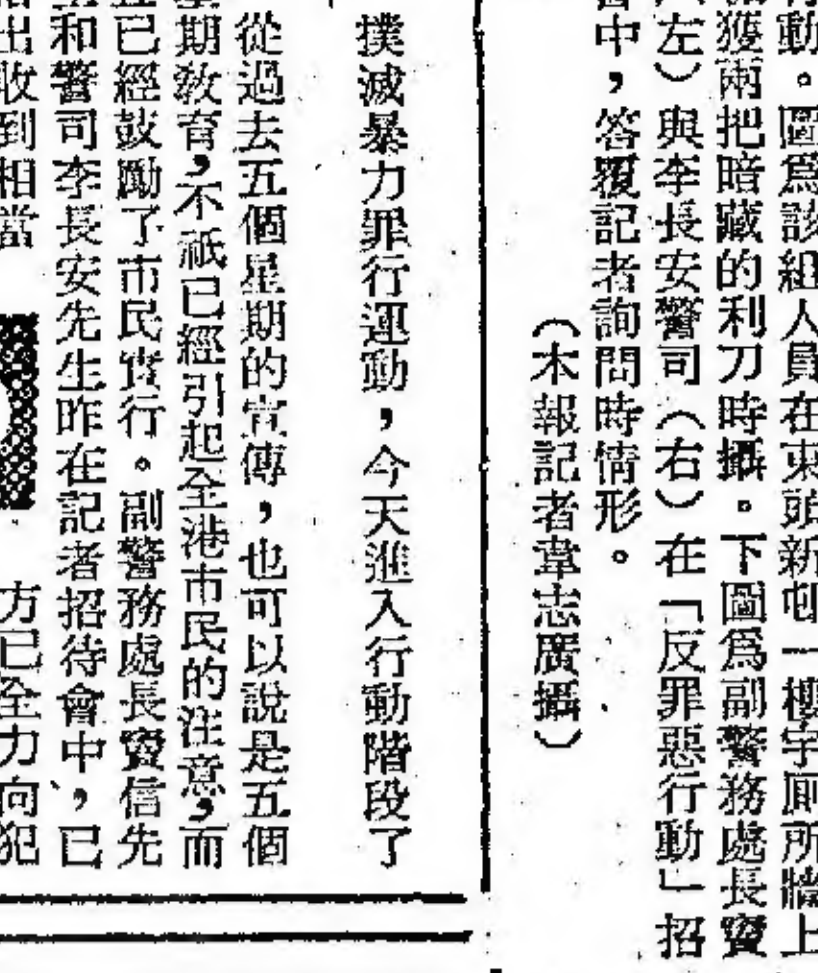 動。圖爲該組人員在東頭新邨一樓宇厠所牆上
獲兩把暗藏的利刀時攝。下圖爲副警務處長竇
左）與李長安警司（右）在「反罪惡行動」招
中，答覆記者詢問時情形。
（本報記者韋志廣攝）
撲滅暴力罪行運動，今天進入行動階段了
從過去五個星期的宣傳，也可以說是五個
期敎育，不祇已經引起全港市民的注意，而
已經鼓勵了市民實行。副警務處長竇信先
和警司李長安先生昨在記者招待會中，已
出收到相當
方已全力向犯